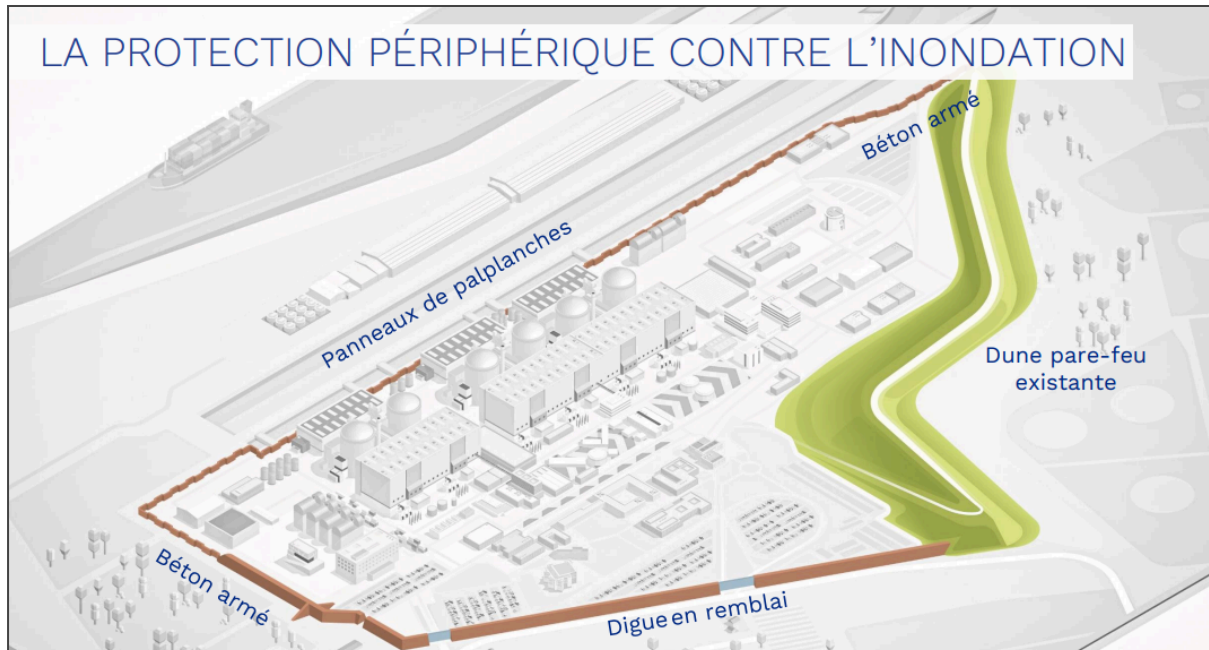 LA PROTECTION PÉRIPHÉRIQUE CONTRE L'INONDATION
Béton armé
Panneaux de palplanches
Dune pare-feu
existante
Béton armé
Digue en remblai